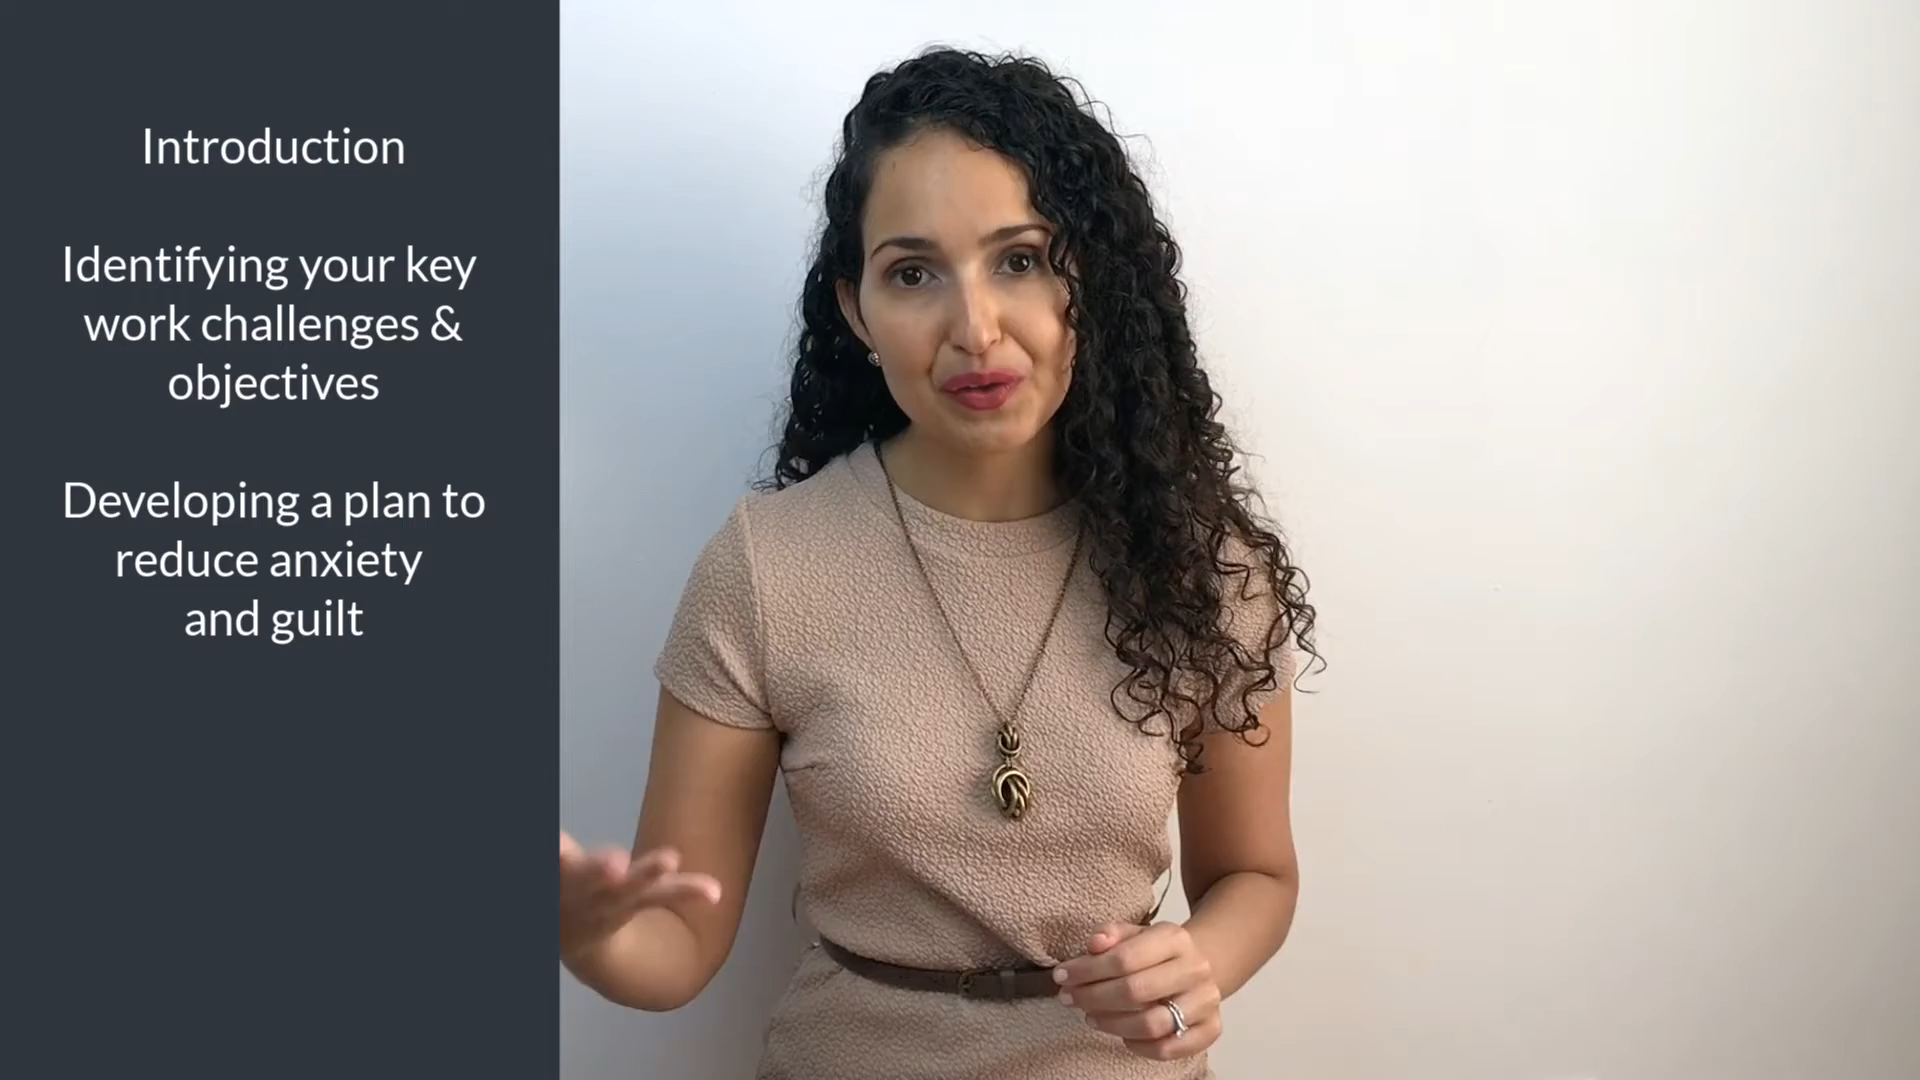 Introduction
Identifying your key
work challenges &
objectives
Developing a plan to
reduce anxiety
and guilt